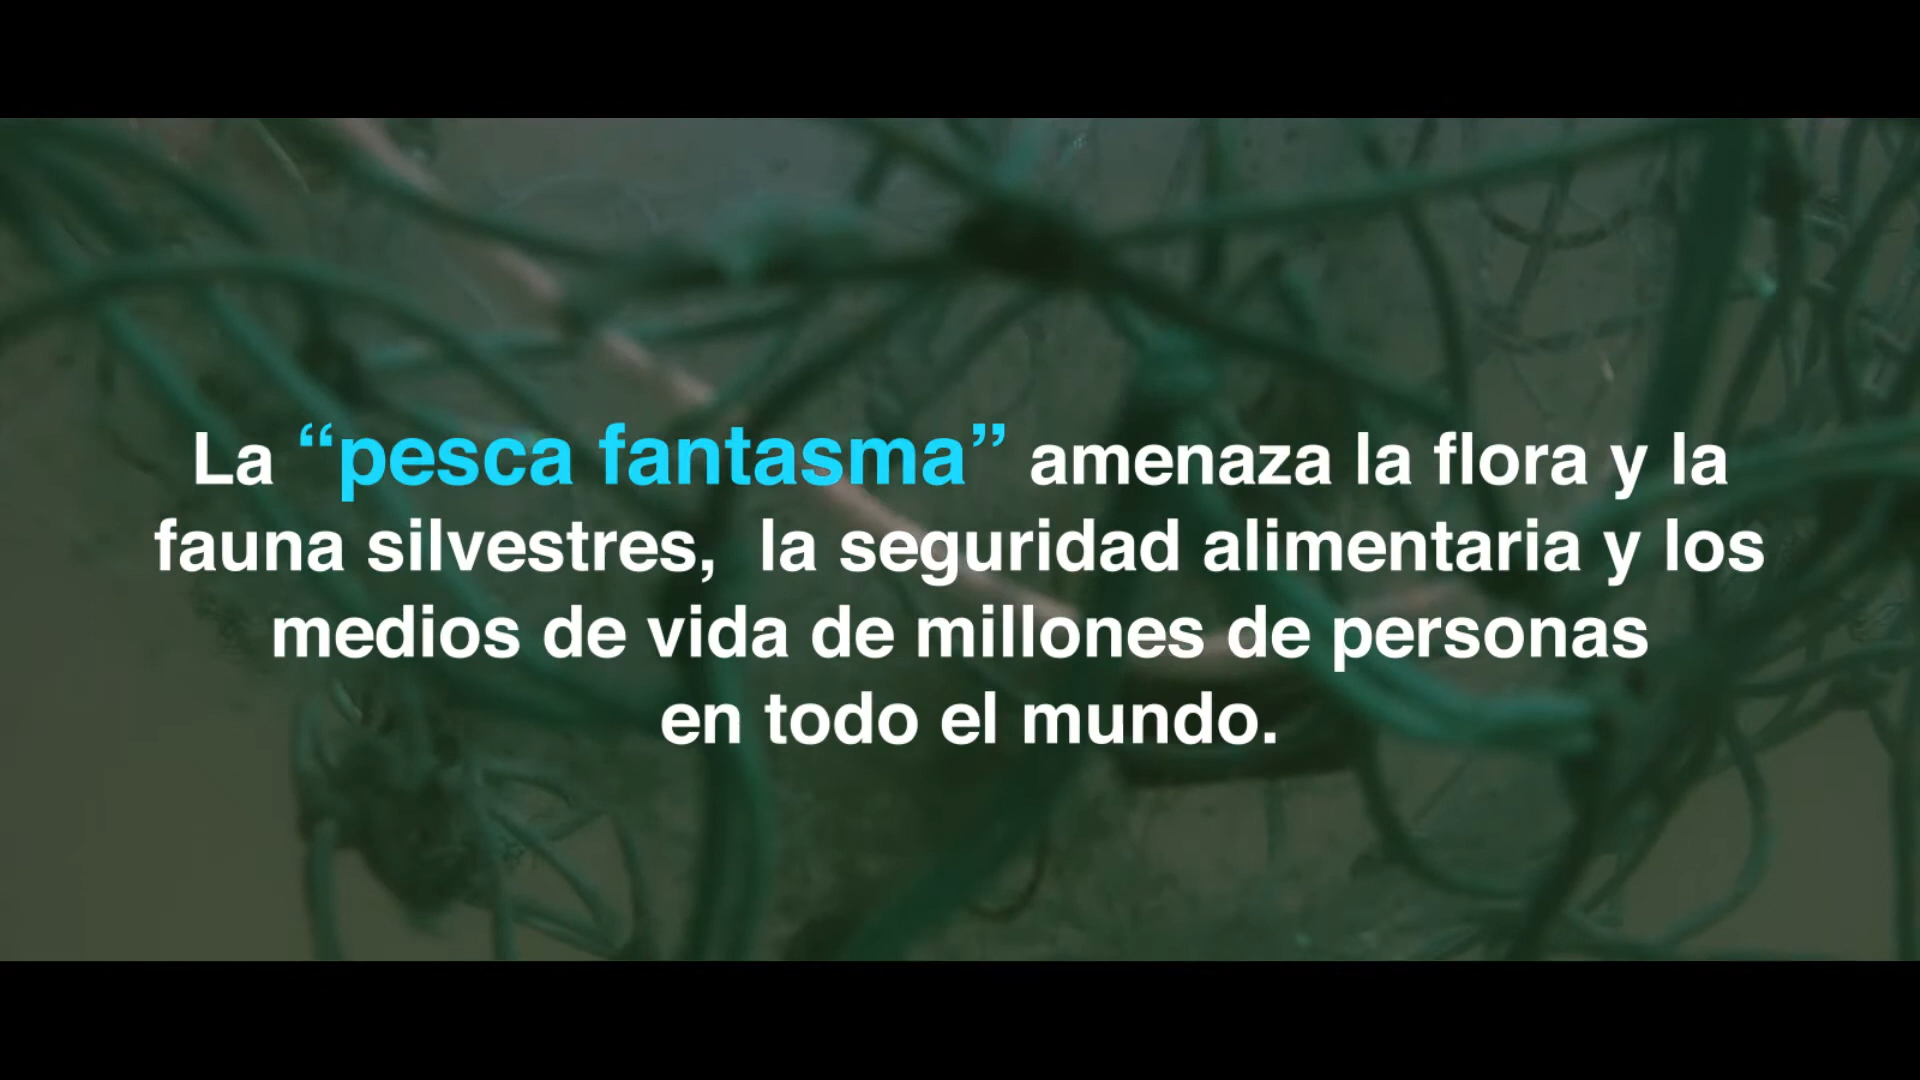 La “pesca fantasma” amenaza la flora y la
fauna silvestres,  la seguridad alimentaria y los
medios de vida de millones de personas
en todo el mundo.